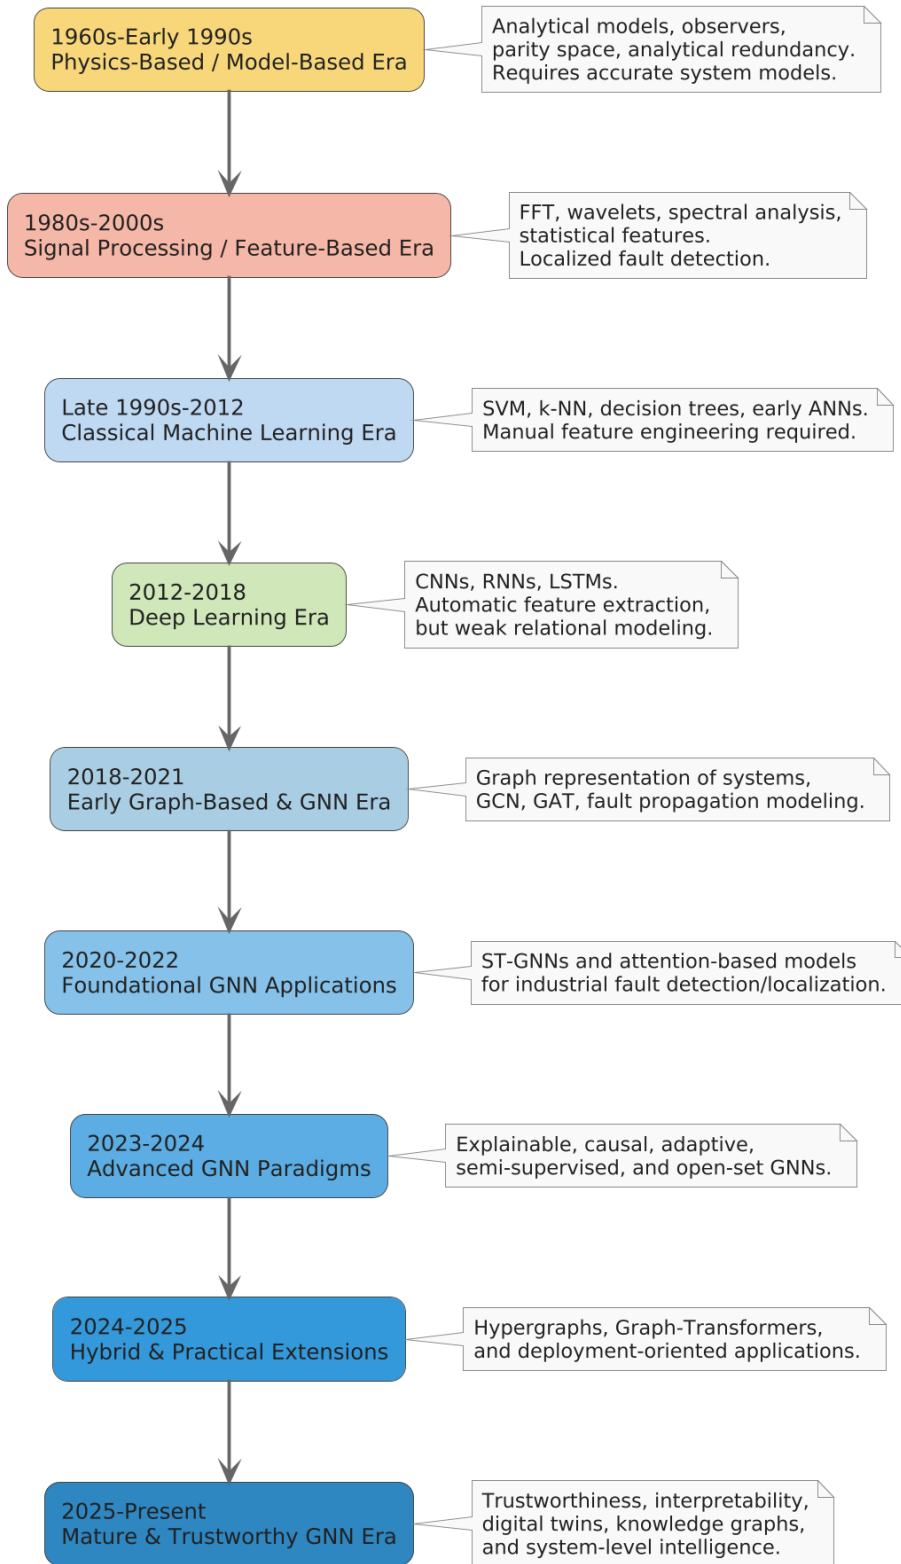 1960s-Early 1990s
Physics-Based / Model-Based Era
Analytical models, observers,
parity space, analytical redundancy.
Requires accurate system models.
1980s-2000s
Signal Processing / Feature-Based Era
FFT, wavelets, spectral analysis,
statistical features.
Localized fault detection.
Late 1990s-2012
Classical Machine Learning Era
SVM, k-NN, decision trees, early ANNs.
Manual feature engineering required.
2012-2018
Deep Learning Era
CNNs, RNNs, LSTMs.
Automatic feature extraction,
but weak relational modeling.
2018-2021
Early Graph-Based & GNN Era
Graph representation of systems,
GCN, GAT, fault propagation modeling.
2020-2022
Foundational GNN Applications
ST-GNNs and attention-based models
for industrial fault detection/localization.
2023-2024
Advanced GNN Paradigms
Explainable, causal, adaptive,
semi-supervised, and open-set GNNs.
2024-2025
Hybrid & Practical Extensions
Hypergraphs, Graph-Transformers,
and deployment-oriented applications.
2025-Present
Mature & Trustworthy GNN Era
Trustworthiness, interpretability,
digital twins, knowledge graphs,
and system-level intelligence.